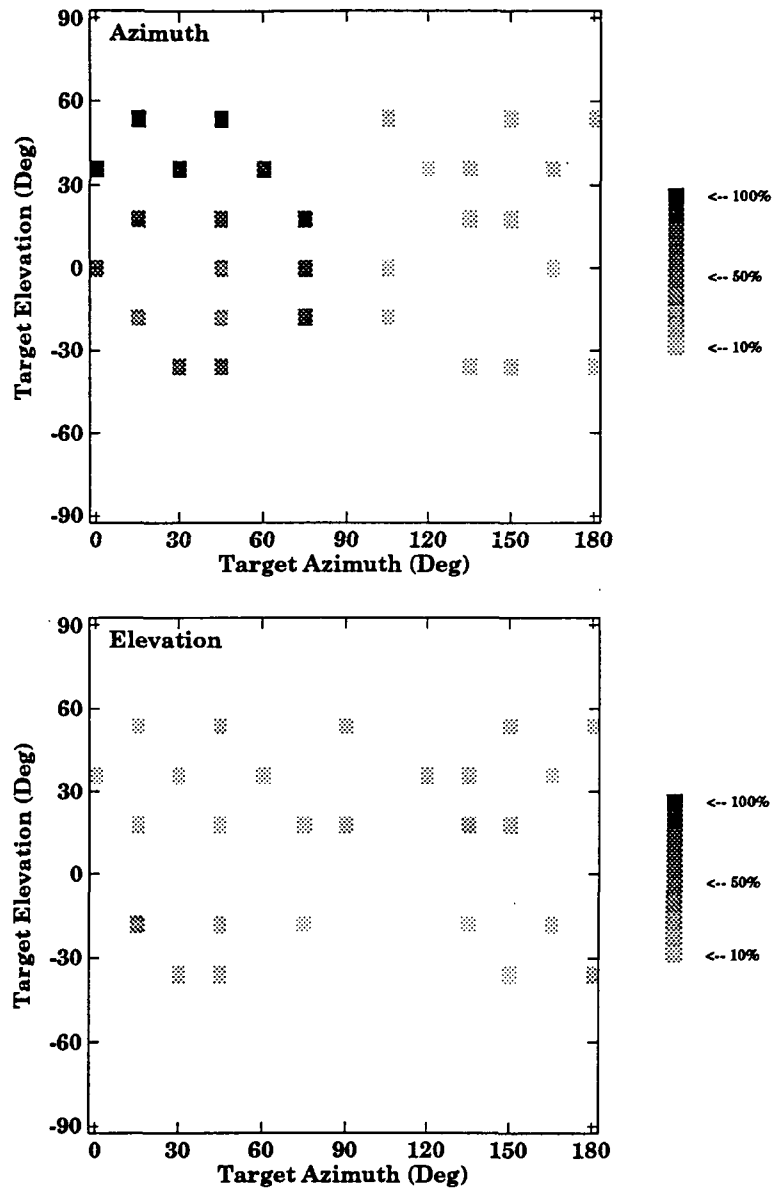 90
Azimuth
60
30
0
-30
-60
-90
Target Elevation (Deg)
0 30 60 90 120 150 180
Target Azimuth (Deg)
<-- 100%
<-- 50%
<-- 10%
90
Elevation
60
30
0
-30
-60
-90
Target Elevation (Deg)
0 30 60 90 120 150 180
Target Azimuth (Deg)
<-- 100%
<-- 50%
<-- 10%